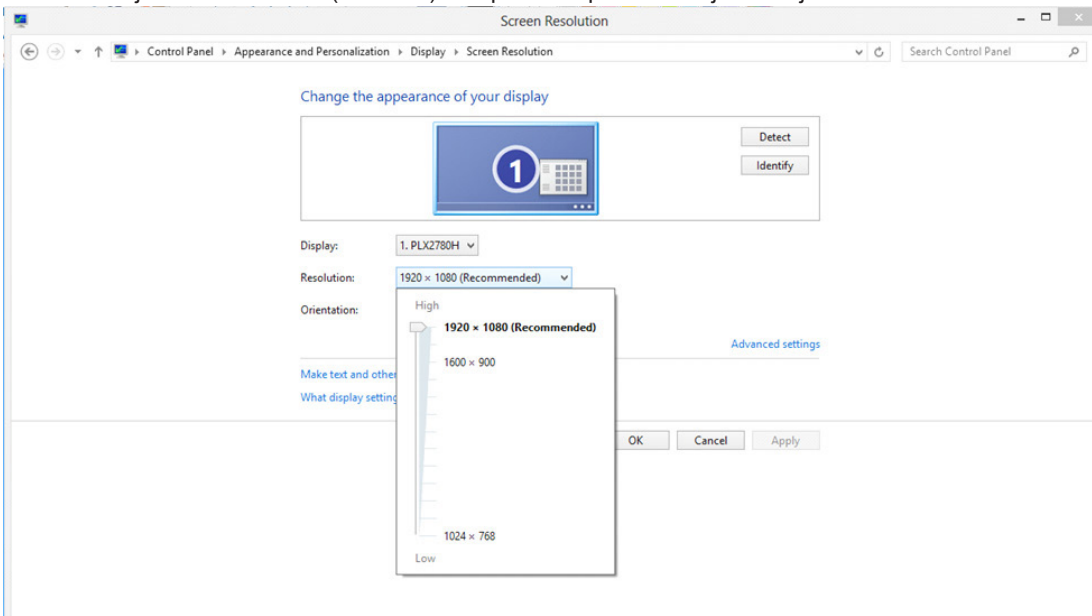 Screen Resolution
Control Panel ▸ Appearance and Personalization ▸ Display ▸ Screen Resolution
Search Control Panel
Change the appearance of your display
1
Detect
Identify
Display: 1. PLX2780H
Resolution: 1920 × 1080 (Recommended)
Orientation:
High
1920 × 1080 (Recommended)
Advanced settings
1600 × 900
Make text and other
What display setting
OK Cancel Apply
1024 × 768
Low